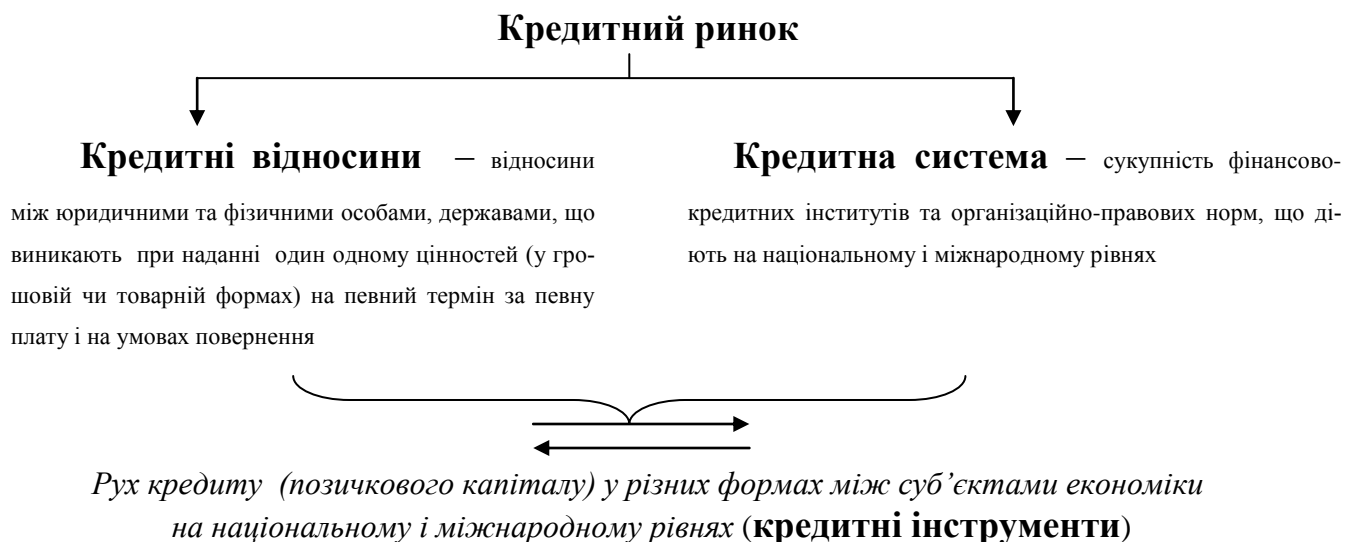 Кредитний ринок
Кредитні відносини – відносини
між юридичними та фізичними особами, державами, що
виникають при наданні один одному цінностей (у гро-
шовій чи товарній формах) на певний термін за певну
плату і на умовах повернення
Кредитна система – сукупність фінансово-
кредитних інститутів та організаційно-правових норм, що ді-
ють на національному і міжнародному рівнях
Рух кредиту (позичкового капіталу) у різних формах між суб’єктами економіки
на національному і міжнародному рівнях (кредитні інструменти)